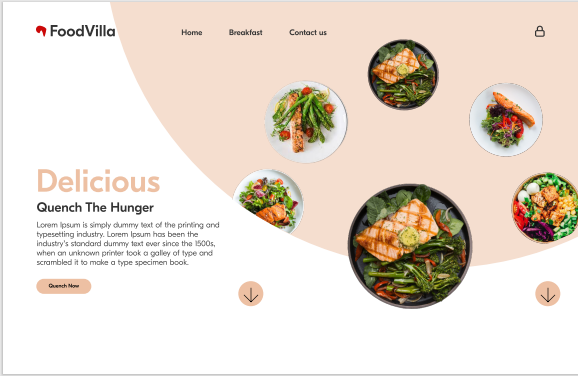 FoodVilla
Home Breakfast Contact us
Delicious
Quench The Hunger
Lorem Ipsum is simply dummy text of the printing and
typesetting industry. Lorem Ipsum has been the
industry's standard dummy text ever since the 1500s,
when an unknown printer took a galley of type and
scrambled it to make a type specimen book.
Quench Now